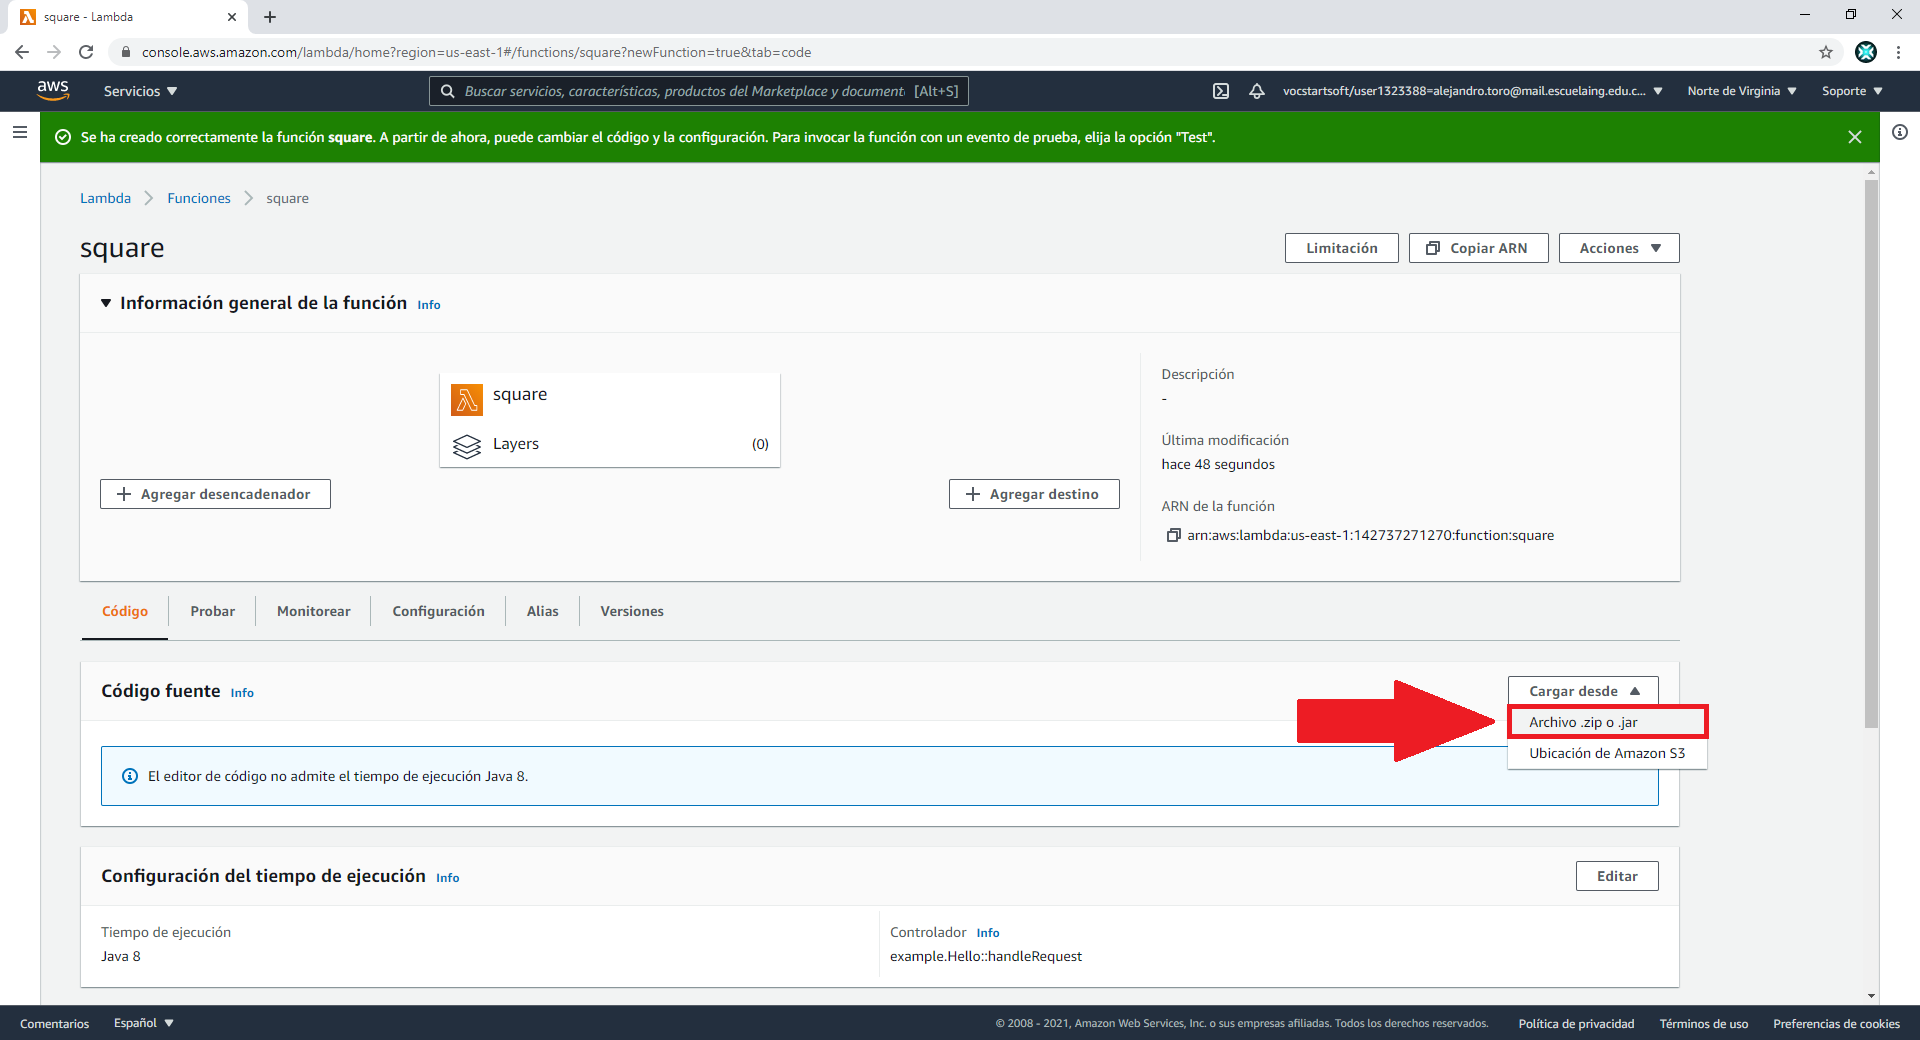 square - Lambda
console.aws.amazon.com/lambda/home?region=us-east-1#/functions/square?newFunction=true&tab=code
aws
Servicios
Buscar servicios, características, productos del Marketplace y document
[Alt+S]
vocstartsoft/user1323388=alejandro.toro@mail.escuelaing.edu.c...
Norte de Virginia
Soporte
Se ha creado correctamente la función square. A partir de ahora, puede cambiar el código y la configuración. Para invocar la función con un evento de prueba, elija la opción "Test".
Lambda
Funciones
square
square
Limitación
Copiar ARN
Acciones
Información general de la función
Info
square
Layers
(0)
Agregar desencadenador
Agregar destino
Descripción
-
Última modificación
hace 48 segundos
ARN de la función
arn:aws:lambda:us-east-1:142737271270:function:square
Código
Probar
Monitorear
Configuración
Alias
Versiones
Código fuente
Info
Cargar desde
Archivo .zip o .jar
Ubicación de Amazon S3
El editor de código no admite el tiempo de ejecución Java 8.
Configuración del tiempo de ejecución
Info
Editar
Tiempo de ejecución
Java 8
Controlador
Info
example.Hello::handleRequest
Comentarios
Español
© 2008 - 2021, Amazon Web Services, Inc. o sus empresas afiliadas. Todos los derechos reservados.
Política de privacidad
Términos de uso
Preferencias de cookies